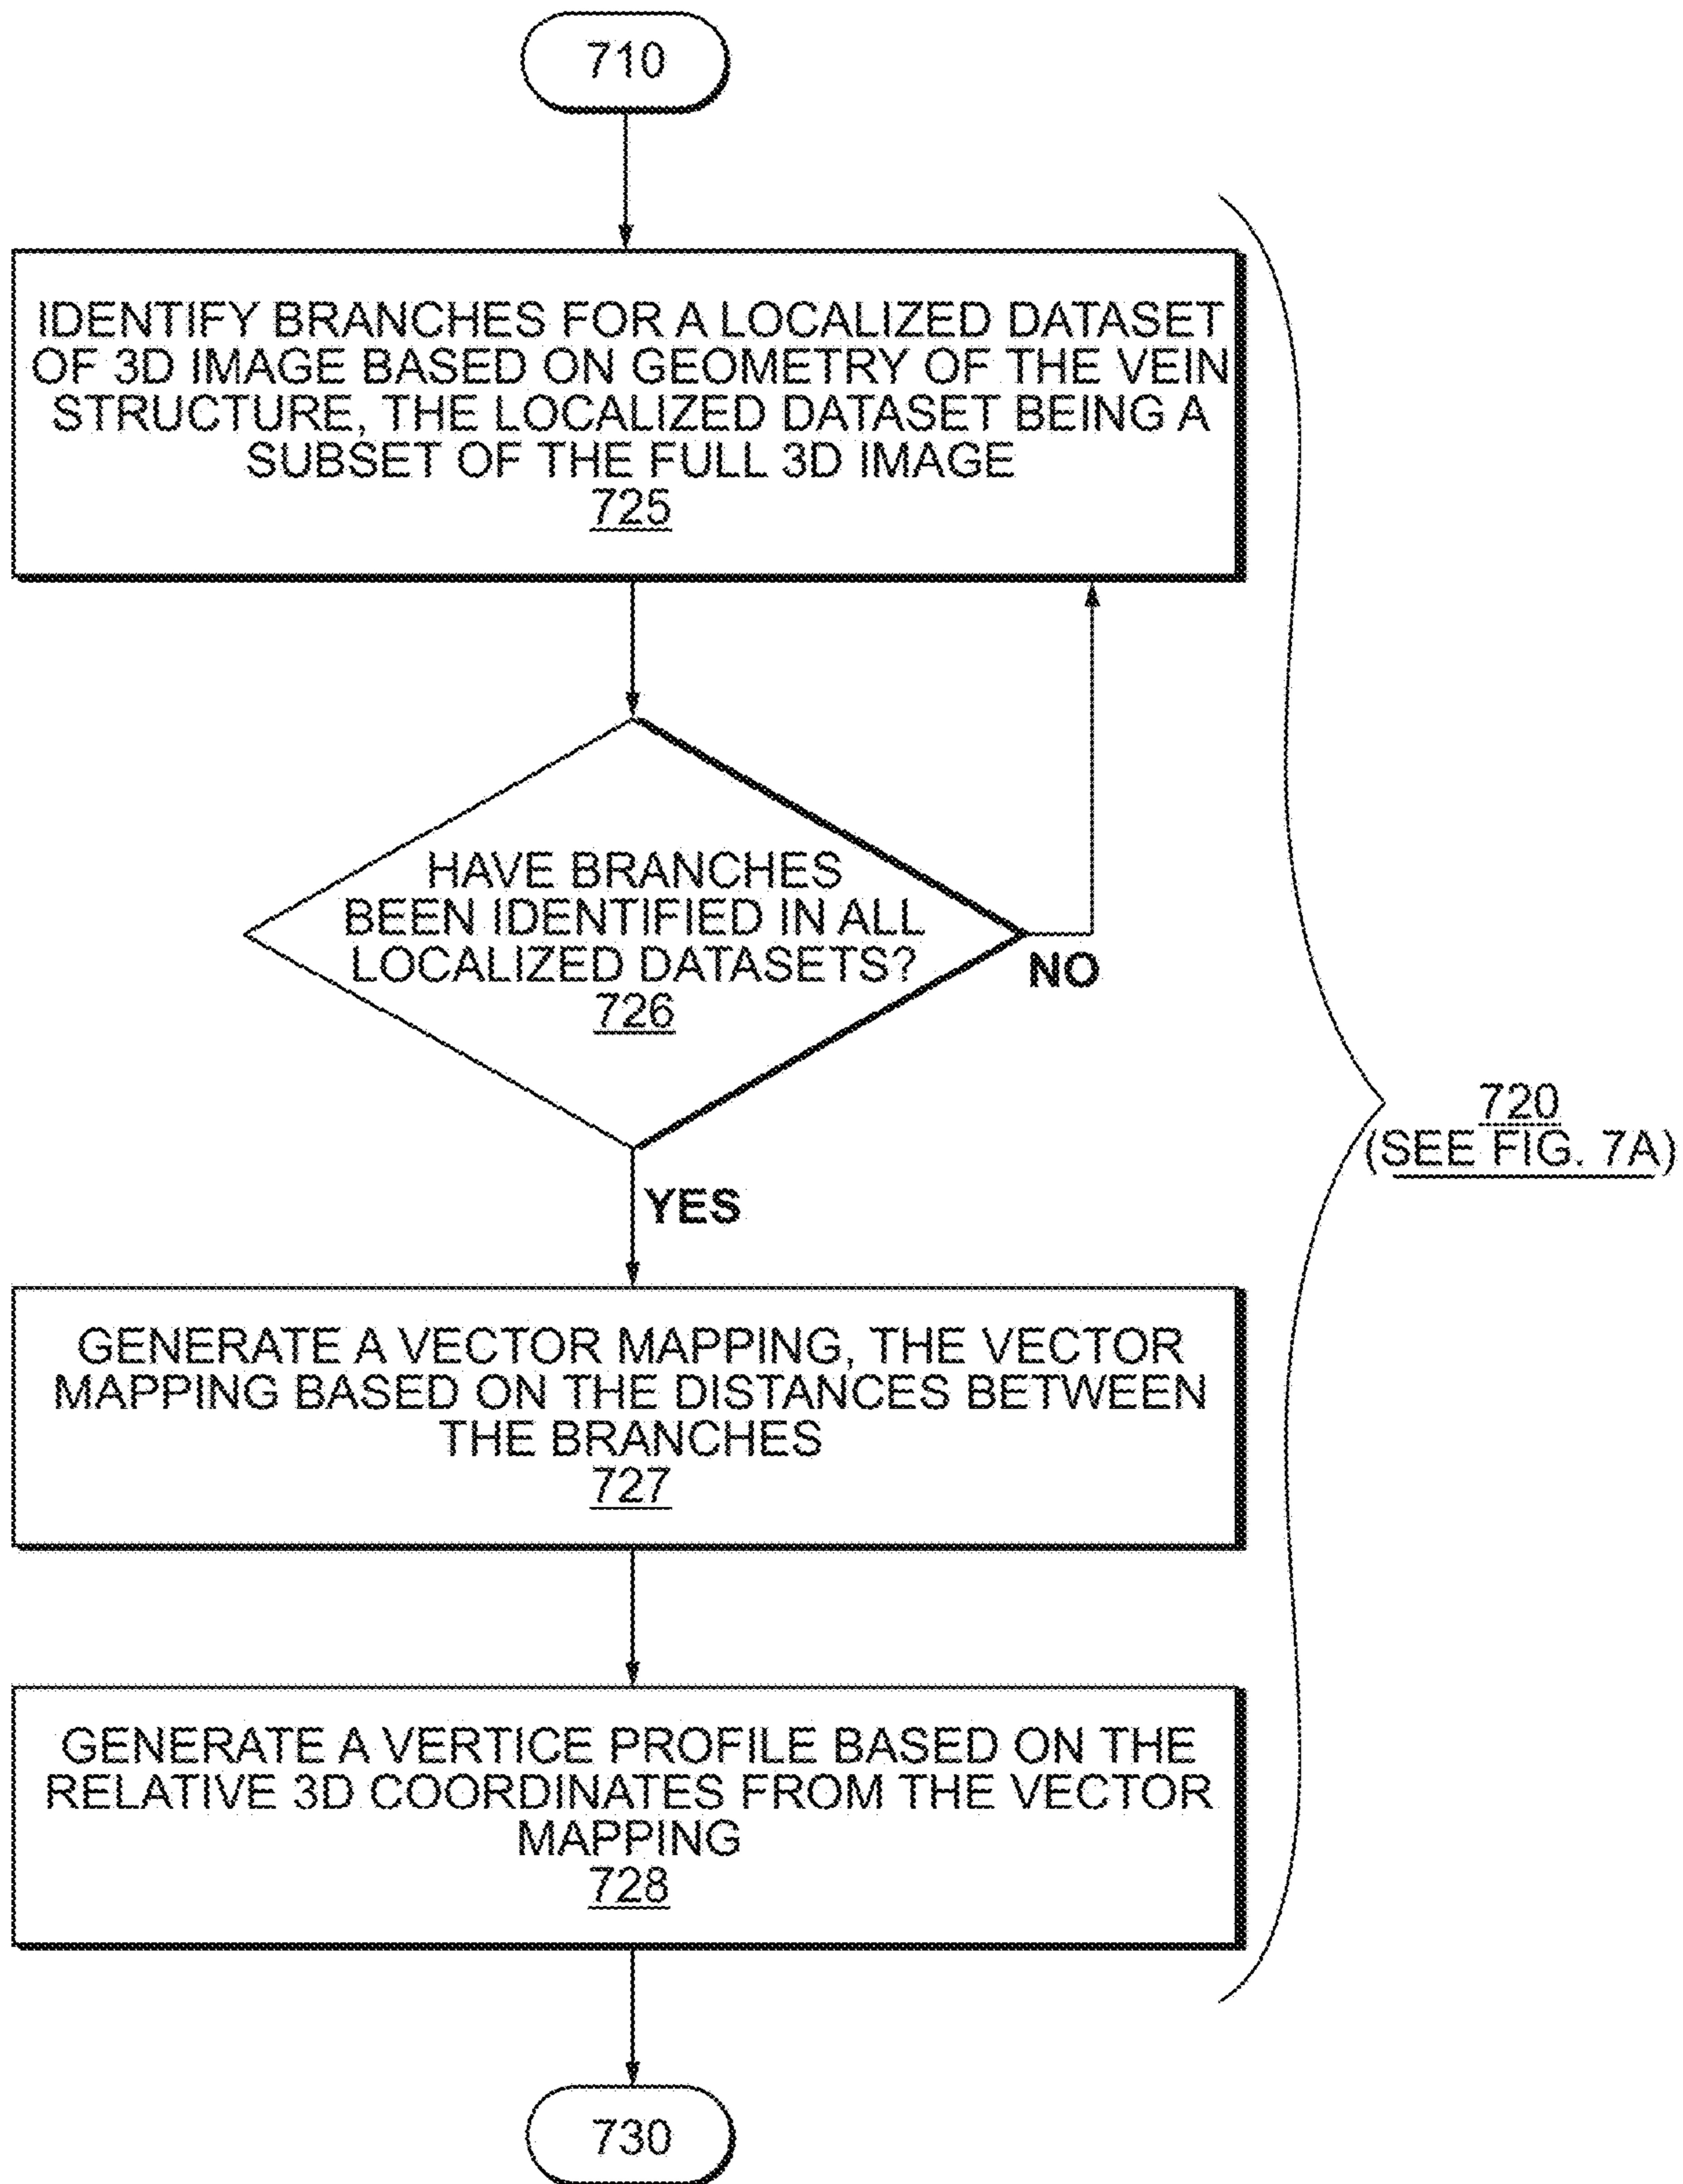 710
IDENTIFY BRANCHES FOR A LOCALIZED DATASET
OF 3D IMAGE BASED ON GEOMETRY OF THE VEIN
STRUCTURE, THE LOCALIZED DATASET BEING A
SUBSET OF THE FULL 3D IMAGE
725
HAVE BRANCHES
BEEN IDENTIFIED IN ALL
LOCALIZED DATASETS?
726
NO
YES
720
(SEE FIG. 7A)
GENERATE A VECTOR MAPPING, THE VECTOR
MAPPING BASED ON THE DISTANCES BETWEEN
THE BRANCHES
727
GENERATE A VERTICE PROFILE BASED ON THE
RELATIVE 3D COORDINATES FROM THE VECTOR
MAPPING
728
730